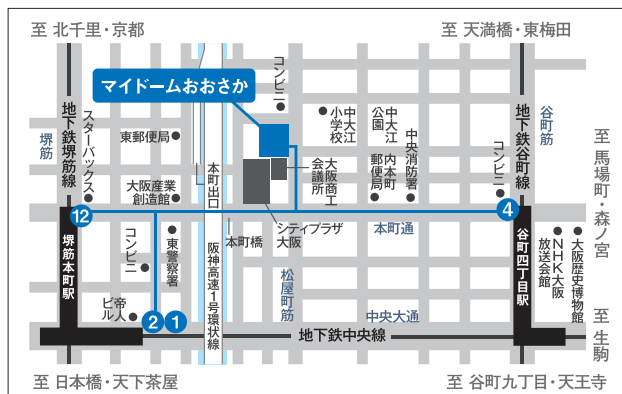 至 北千里・京都
至 天満橋・東梅田
マイドームおおさか
コンビニ
地下鉄堺筋線
堺筋
スターバックス
東郵便局
大阪産業
創造館
本町出口
中大江
小学校
中大江
公園
中央消防署
内本町
郵便局
大阪商工
会議所
コンビニ
地下鉄谷町線
谷町筋
至 馬場町・森ノ宮
12
4
堺筋本町駅
コンビニ
東警察署
帝人
ビル
2
1
本町橋
シティプラザ
大阪
本町通
阪神高速1号環状線
松屋町筋
中央大通
地下鉄中央線
谷町四丁目駅
NHK大阪
放送会館
大阪歴史博物館
至 生駒
至 日本橋・天下茶屋
至 谷町九丁目・天王寺